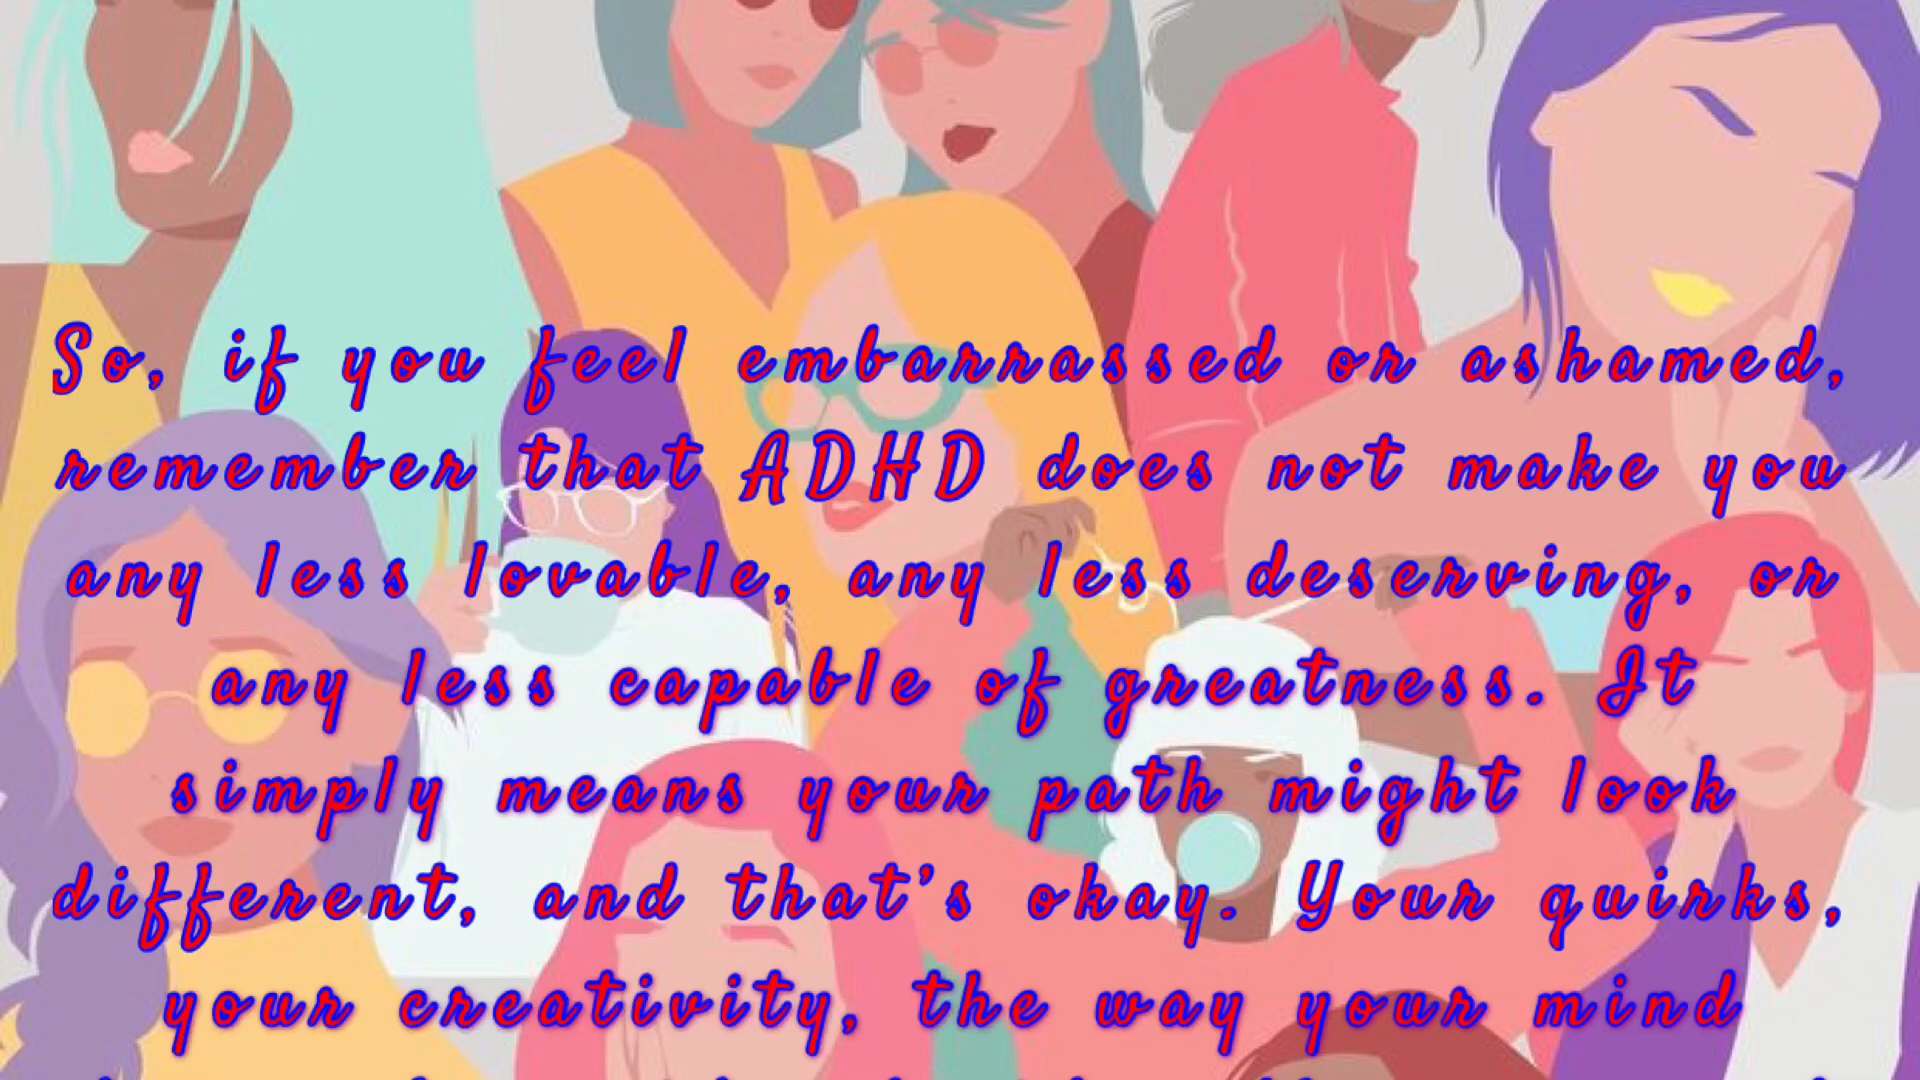 So, if you feel embarrassed or ashamed,
remember that ADHD does not make you
any less lovable, any less deserving, or
any less capable of greatness. It
simply means your path might look
different, and that’s okay. Your quirks,
your creativity, the way your mind